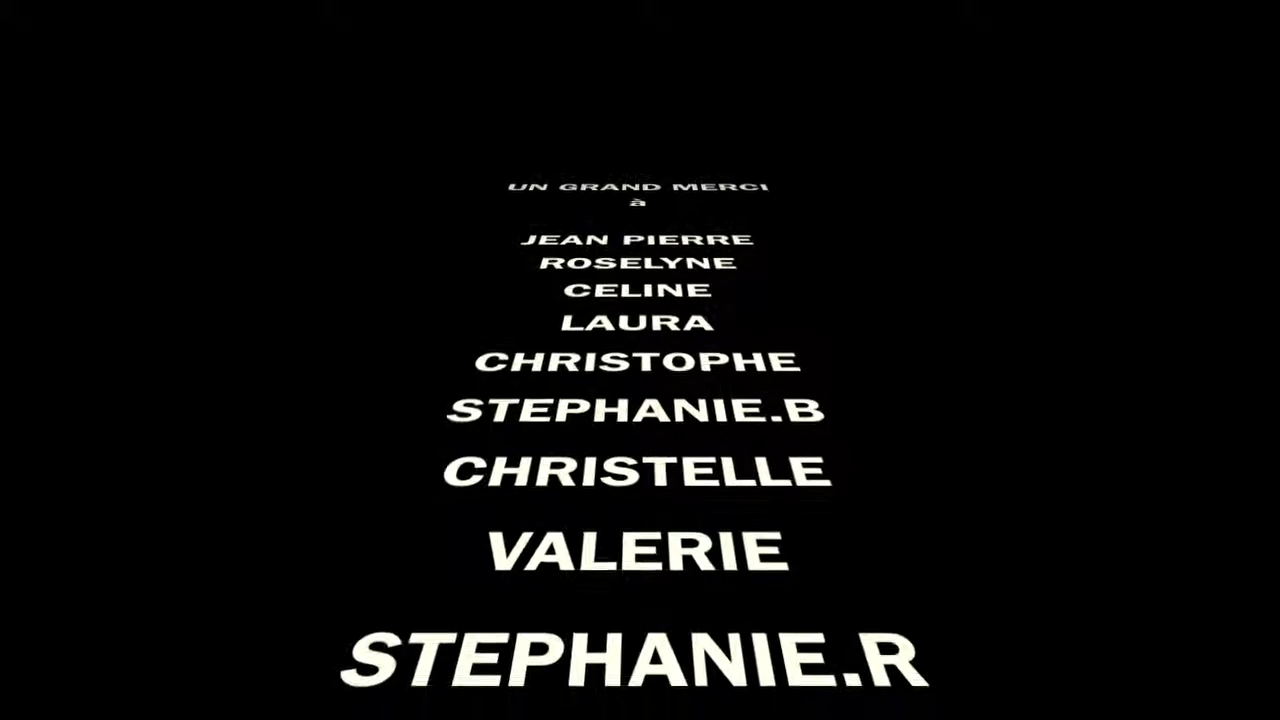 UN GRAND MERCI
à
JEAN PIERRE
ROSELYNE
CELINE
LAURA
CHRISTOPHE
STEPHANIE.B
CHRISTELLE
VALERIE
STEPHANIE.R